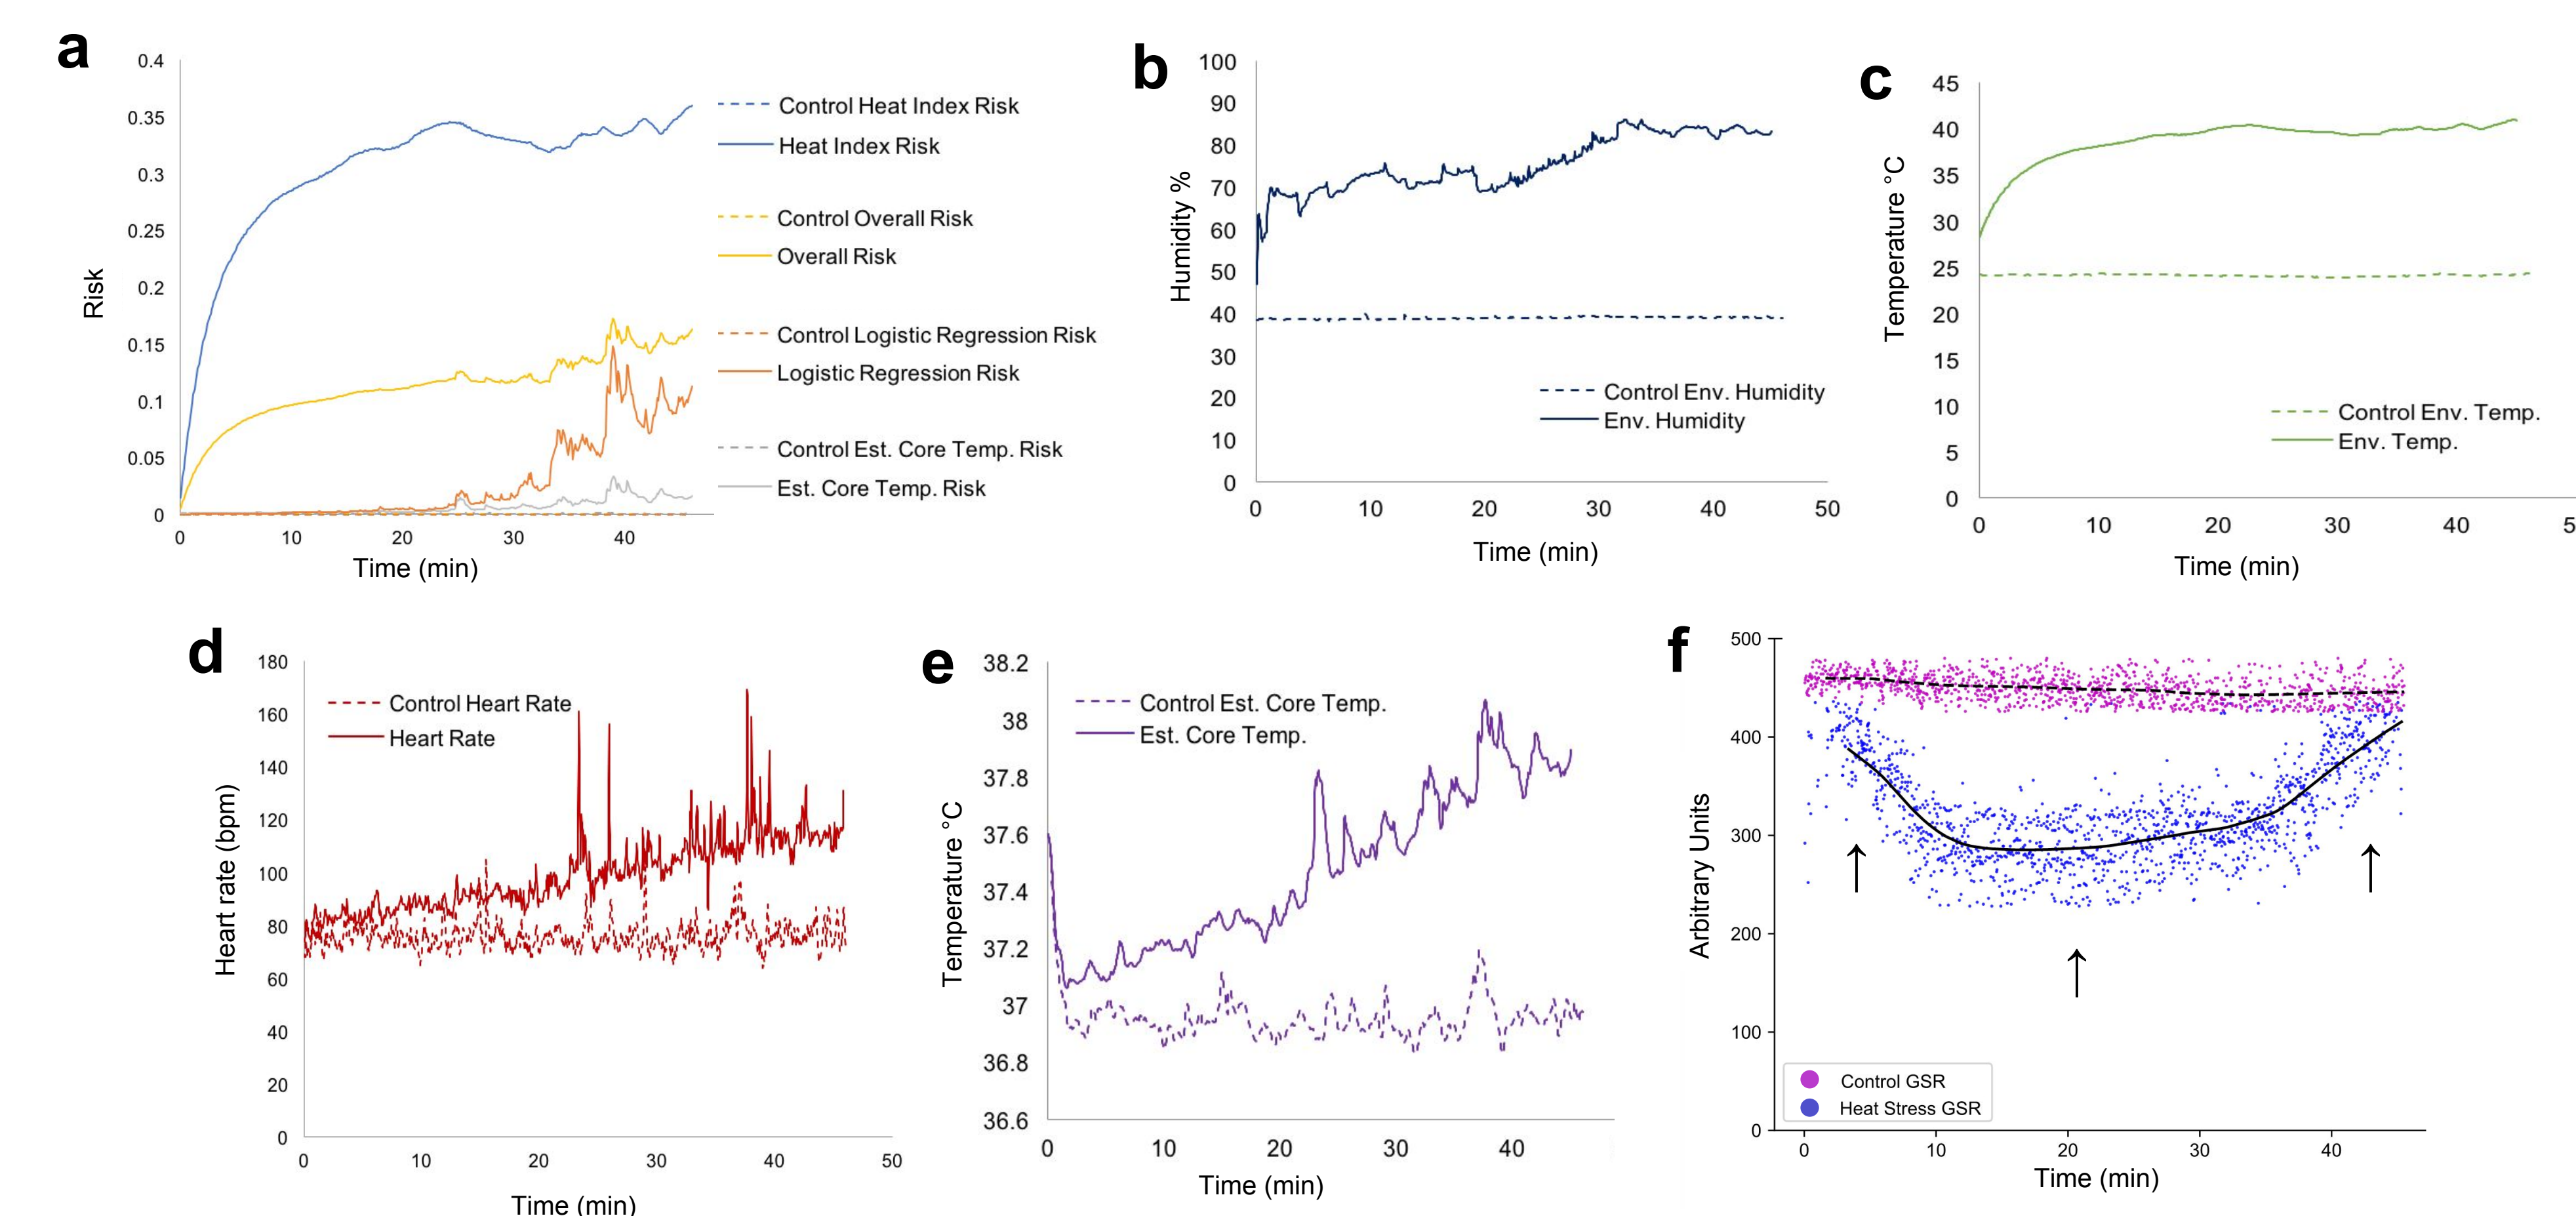 a
0.4
0.35
0.3
0.25
0.2
0.15
0.1
0.05
0
Risk
0 10 20 30 40
Time (min)
Control Heat Index Risk
Heat Index Risk
Control Overall Risk
Overall Risk
Control Logistic Regression Risk
Logistic Regression Risk
Control Est. Core Temp. Risk
Est. Core Temp. Risk
b
100
90
80
70
60
50
40
30
20
10
0
Humidity %
0 10 20 30 40 50
Time (min)
Control Env. Humidity
Env. Humidity
c
45
40
35
30
25
20
15
10
5
0
Temperature °C
0 10 20 30 40 5
Time (min)
Control Env. Temp.
Env. Temp.
d
180
160
140
120
100
80
60
40
20
0
Heart rate (bpm)
0 10 20 30 40 50
Time (min)
Control Heart Rate
Heart Rate
e
38.2
38
37.8
37.6
37.4
37.2
37
36.8
36.6
Temperature °C
0 10 20 30 40
Time (min)
Control Est. Core Temp.
Est. Core Temp.
f
500
400
300
200
100
0
Arbitrary Units
0 10 20 30 40
Time (min)
Control GSR
Heat Stress GSR